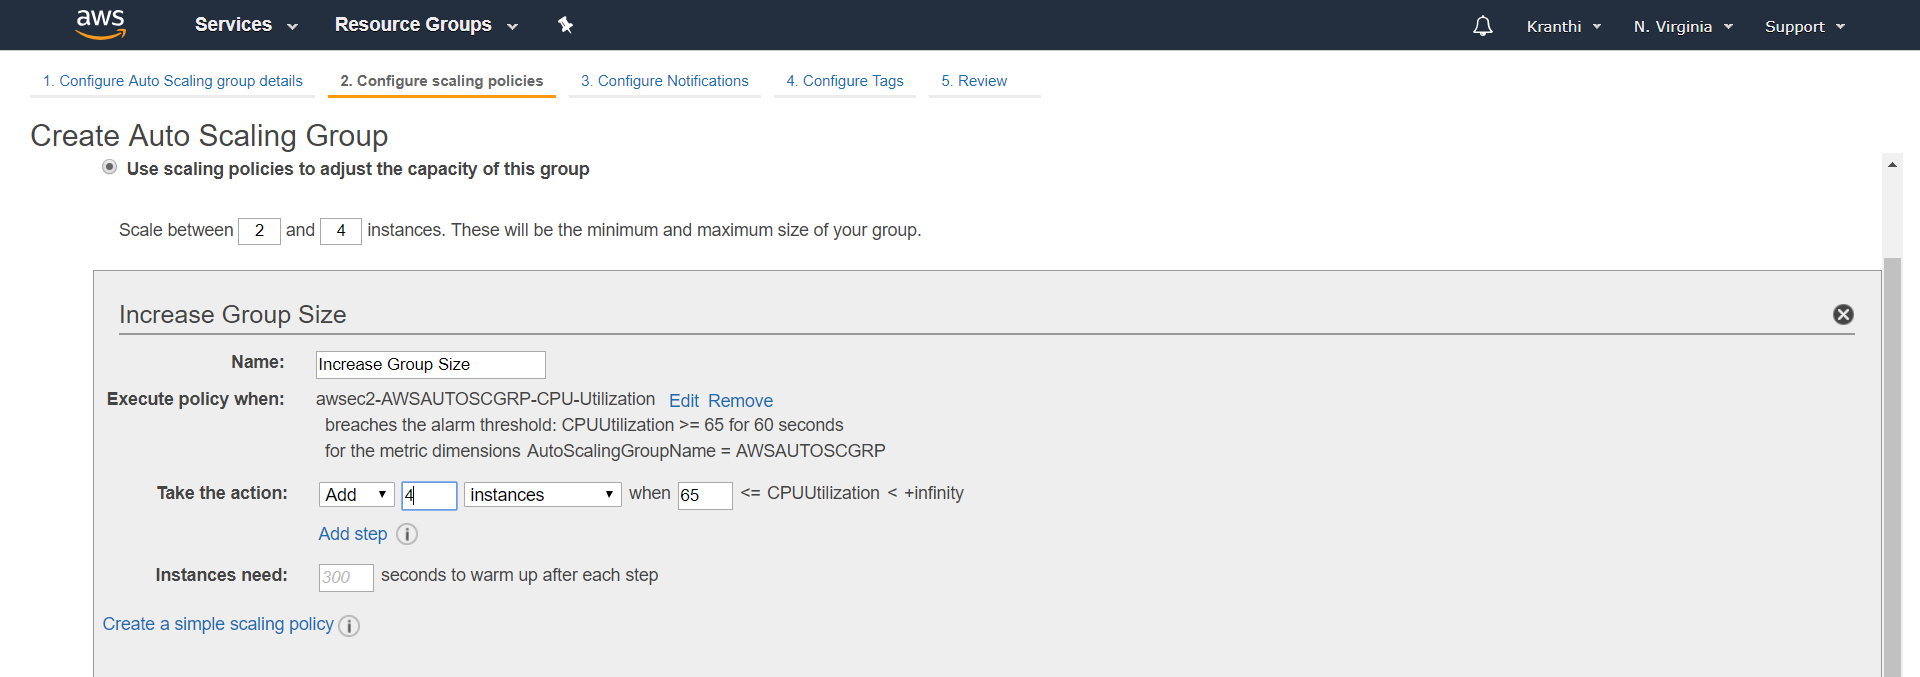 aws Services Resource Groups Kranthi N. Virginia Support
1. Configure Auto Scaling group details 2. Configure scaling policies 3. Configure Notifications 4. Configure Tags 5. Review
Create Auto Scaling Group
Use scaling policies to adjust the capacity of this group
Scale between 2 and 4 instances. These will be the minimum and maximum size of your group.
Increase Group Size
Name: Increase Group Size
Execute policy when: awsec2-AWSAUTOSCGRP-CPU-Utilization Edit Remove
breaches the alarm threshold: CPUUtilization >= 65 for 60 seconds
for the metric dimensions AutoScalingGroupName = AWSAUTOSCGRP
Take the action: Add 4 instances when 65 <= CPUUtilization < +infinity
Add step i
Instances need: 300 seconds to warm up after each step
Create a simple scaling policy i